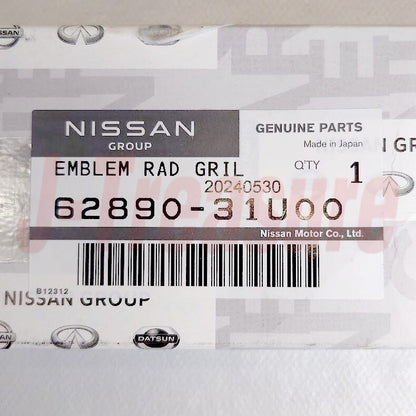 NISSAN
GROUP
GENUINE PARTS
Made in Japan
EMBLEM RAD GRIL
QTY 1
20240530
62890-31U00
Nissan Motor Co., Ltd.
B12312
NISSAN GROUP
DATSUN
J Treasure